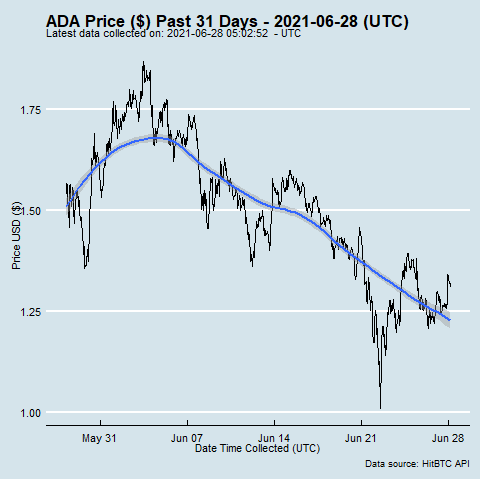 ADA Price ($) Past 31 Days - 2021-06-28 (UTC)
Latest data collected on: 2021-06-28 05:02:52 - UTC
1.75
1.50
1.25
1.00
Price USD ($)
May 31
Jun 07
Jun 14
Jun 21
Jun 28
Date Time Collected (UTC)
Data source: HitBTC API